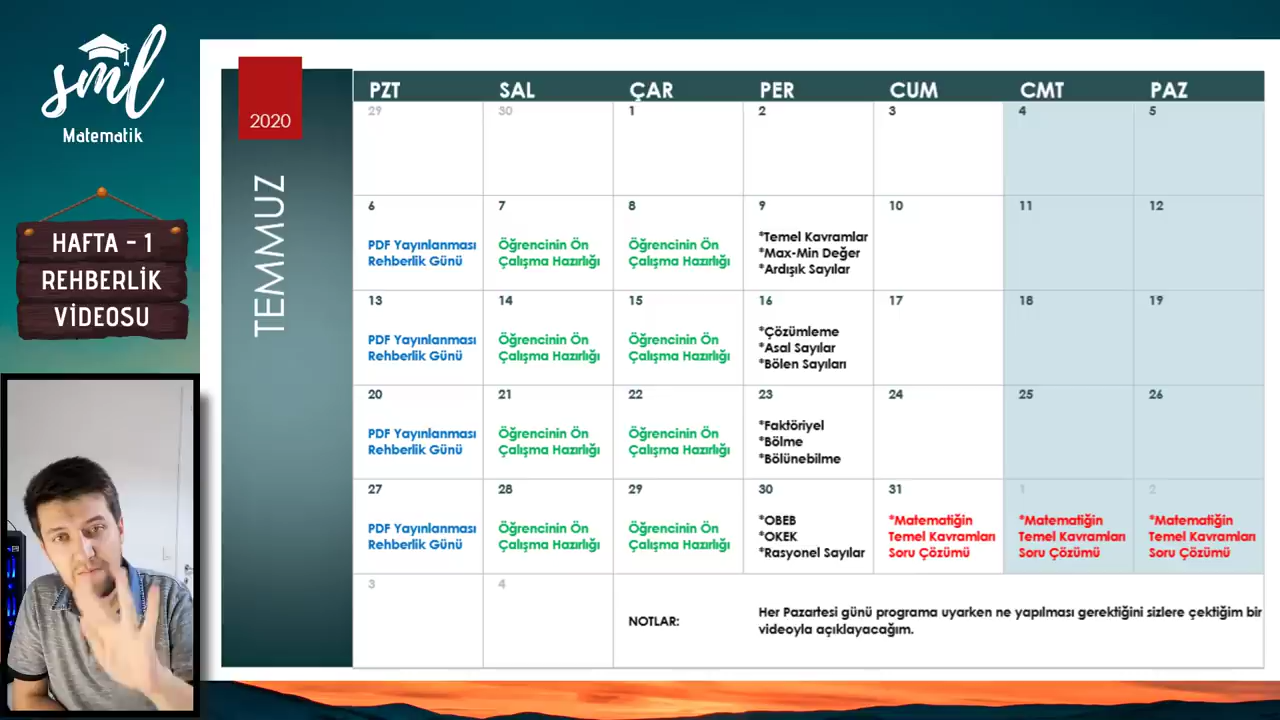 sml
Matematik
HAFTA - 1
REHBERLİK
VİDEOSU
2020
TEMMUZ
PZT SAL ÇAR PER CUM CMT PAZ
29 30 1 2 3 4 5
6 7 8 9 10 11 12
PDF Yayınlanması
Rehberlik Günü
Öğrencinin Ön
Çalışma Hazırlığı
Öğrencinin Ön
Çalışma Hazırlığı
*Temel Kavramlar
*Max-Min Değer
*Ardışık Sayılar
13 14 15 16 17 18 19
PDF Yayınlanması
Rehberlik Günü
Öğrencinin Ön
Çalışma Hazırlığı
Öğrencinin Ön
Çalışma Hazırlığı
*Çözümleme
*Asal Sayılar
*Bölen Sayıları
20 21 22 23 24 25 26
PDF Yayınlanması
Rehberlik Günü
Öğrencinin Ön
Çalışma Hazırlığı
Öğrencinin Ön
Çalışma Hazırlığı
*Faktöriyel
*Bölme
*Bölünebilme
27 28 29 30 31 1 2
PDF Yayınlanması
Rehberlik Günü
Öğrencinin Ön
Çalışma Hazırlığı
Öğrencinin Ön
Çalışma Hazırlığı
*OBEB
*OKEK
*Rasyonel Sayılar
*Matematiğin
Temel Kavramları
Soru Çözümü
*Matematiğin
Temel Kavramları
Soru Çözümü
*Matematiğin
Temel Kavramları
Soru Çözümü
3 4
NOTLAR:
Her Pazartesi günü programa uyarken ne yapılması gerektiğini sizlere çektiğim bir
videoyla açıklayacağım.